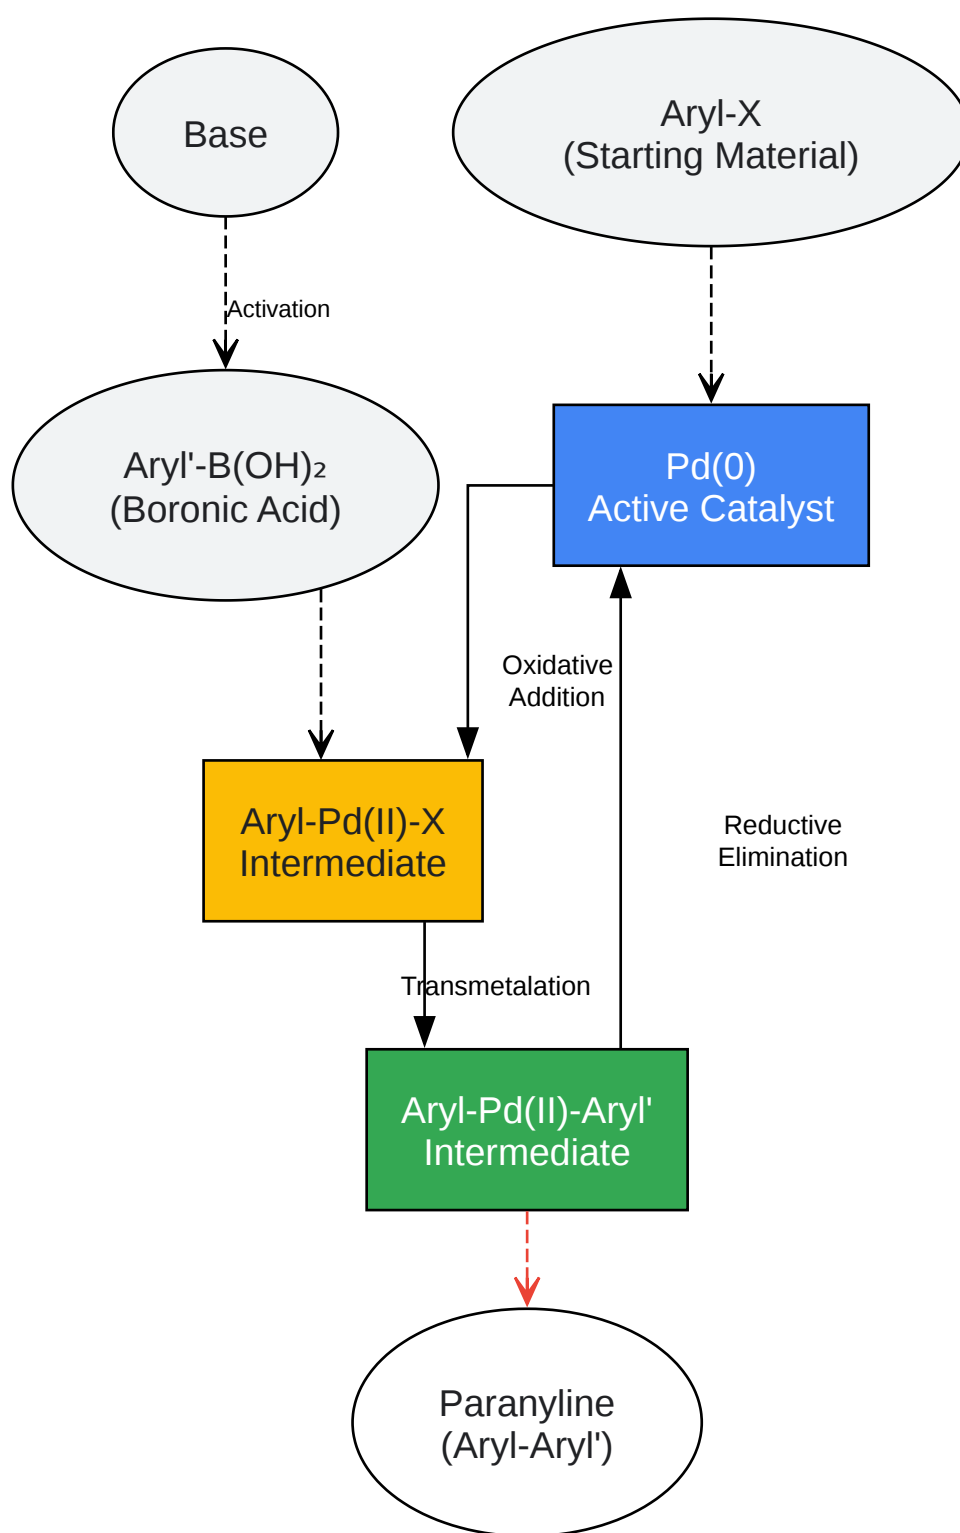 Base
Aryl-X
(Starting Material)
Activation
Aryl'-B(OH)₂
(Boronic Acid)
Pd(0)
Active Catalyst
Oxidative
Addition
Aryl-Pd(II)-X
Intermediate
Reductive
Elimination
Transmetalation
Aryl-Pd(II)-Aryl'
Intermediate
Paranyline
(Aryl-Aryl')